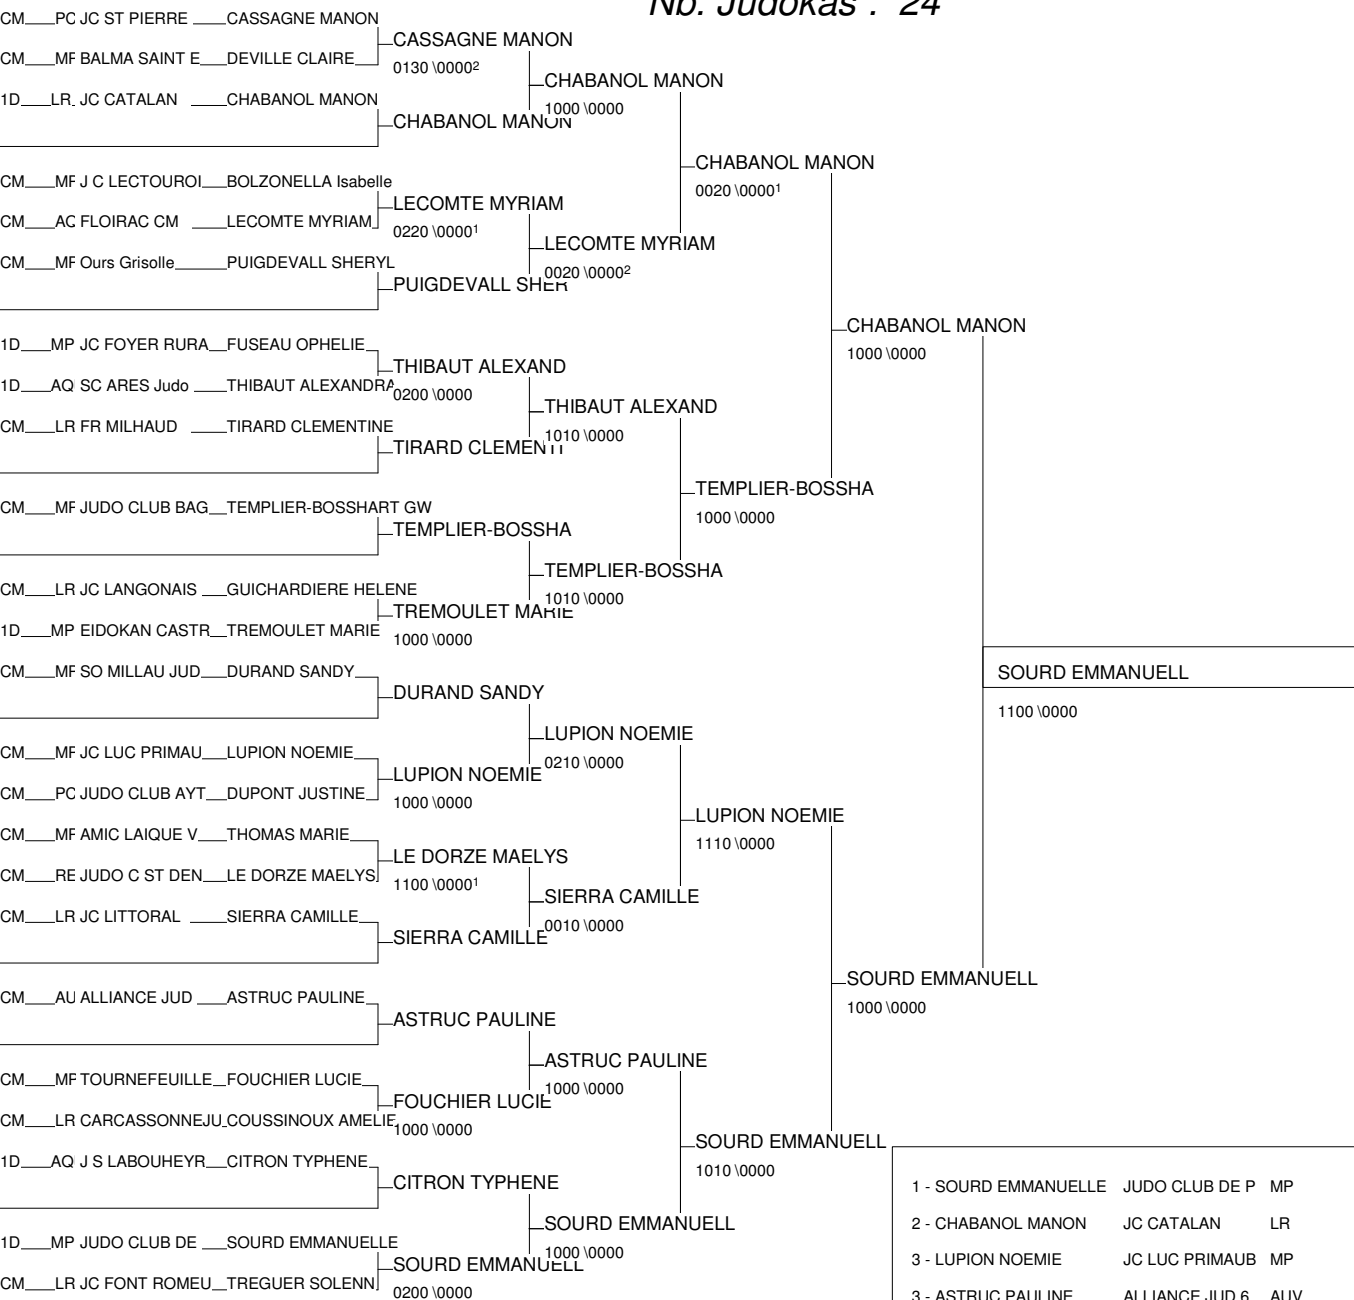 Nb. Judokas : 24
CM PC JC ST PIERRE CASSAGNE MANON
CASSAGNE MANON
CM MF BALMA SAINT E DEVILLE CLAIRE
0130 \0000²
CHABANOL MANON
1D LR JC CATALAN CHABANOL MANON
1000 \0000
CHABANOL MANON
CHABANOL MANON
0020 \0000¹
CM MF J C LECTOUROI BOLZONELLA Isabelle
LECOMTE MYRIAM
CM AQ FLOIRAC CM LECOMTE MYRIAM
0220 \0000¹
LECOMTE MYRIAM
CM MF Ours Grisolle PUIGDEVALL SHERYL
0020 \0000²
PUIGDEVALL SHER
CHABANOL MANON
1000 \0000
1D MP JC FOYER RURA FUSEAU OPHELIE
THIBAUT ALEXAND
1D AQ SC ARES Judo THIBAUT ALEXANDRA
0200 \0000
THIBAUT ALEXAND
CM LR FR MILHAUD TIRARD CLEMENTINE
1010 \0000
TIRARD CLEMENTI
TEMPLIER-BOSSHA
1000 \0000
CM MF JUDO CLUB BAG TEMPLIER-BOSSHART GW
TEMPLIER-BOSSHA
TEMPLIER-BOSSHA
CM LR JC LANGONAIS GUICHARDIERE HELENE
1010 \0000
TREMOULET MARIE
1D MP EIDOKAN CASTR TREMOULET MARIE
1000 \0000
SOURD EMMANUELL
1100 \0000
CM MF SO MILLAU JUD DURAND SANDY
DURAND SANDY
LUPION NOEMIE
CM MF JC LUC PRIMAU LUPION NOEMIE
0210 \0000
LUPION NOEMIE
CM PC JUDO CLUB AYT DUPONT JUSTINE
1000 \0000
LUPION NOEMIE
1110 \0000
CM MF AMIC LAIQUE V THOMAS MARIE
LE DORZE MAELYS
CM RE JUDO C ST DEN LE DORZE MAELYS
1100 \0000¹
SIERRA CAMILLE
CM LR JC LITTORAL SIERRA CAMILLE
0010 \0000
SIERRA CAMILLE
SOURD EMMANUELL
1000 \0000
CM AU ALLIANCE JUD ASTRUC PAULINE
ASTRUC PAULINE
ASTRUC PAULINE
CM MF TOURNEFEUILLE FOUCHIER LUCIE
1000 \0000
FOUCHIER LUCIE
CM LR CARCASSONNEJU COUSSINOUX AMELIE
1000 \0000
SOURD EMMANUELL
1010 \0000
1D AQ J S LABOUHEYR CITRON TYPHENE
CITRON TYPHENE
SOURD EMMANUELL
1D MP JUDO CLUB DE SOURD EMMANUELLE
1000 \0000
SOURD EMMANUELL
CM LR JC FONT ROMEU TREGUER SOLENN
0200 \0000
1 - SOURD EMMANUELLE JUDO CLUB DE P MP
2 - CHABANOL MANON JC CATALAN LR
3 - LUPION NOEMIE JC LUC PRIMAUB MP
3 - ASTRUC PAULINE ALLIANCE JUD 6 AUV